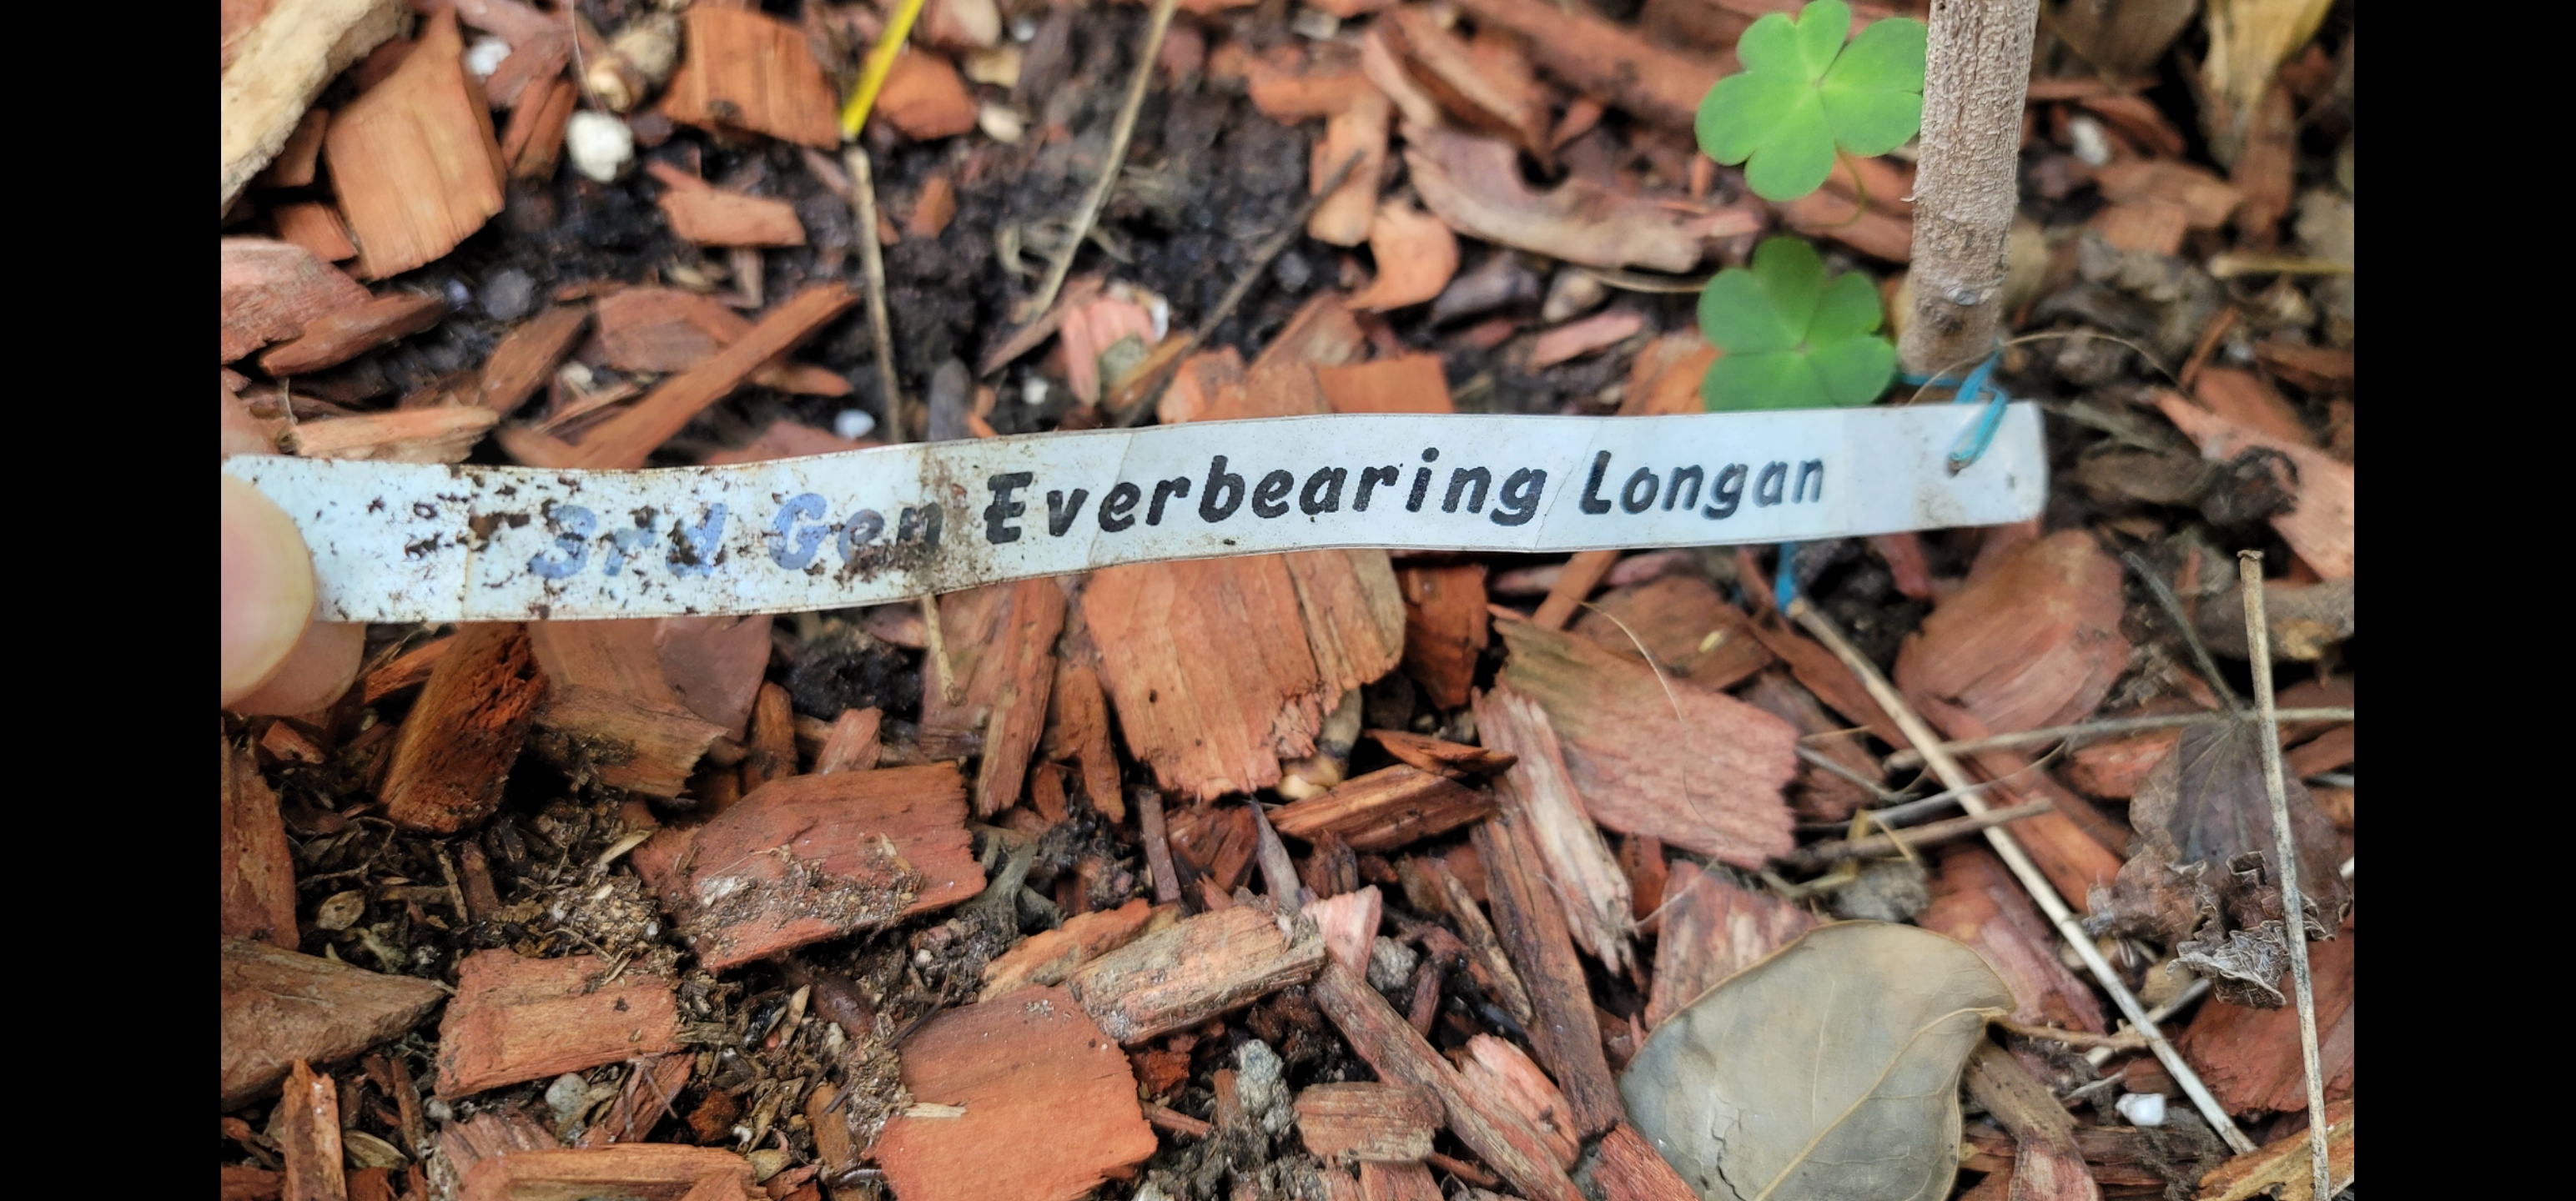 3rd Gen Everbearing Longan